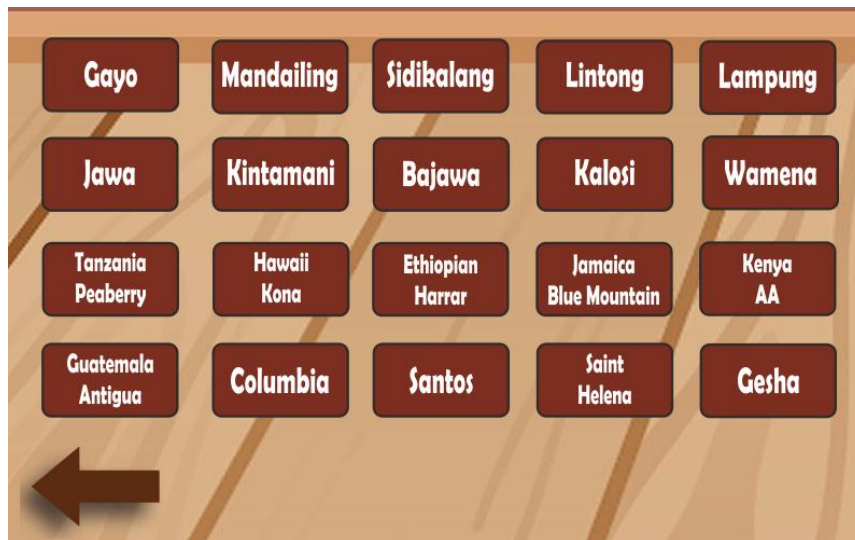 Gayo
Mandailing
Sidikalang
Lintong
Lampung
Jawa
Kintamani
Bajawa
Kalosi
Wamena
Tanzania
Peaberry
Hawaii
Kona
Ethiopian
Harrar
Jamaica
Blue Mountain
Kenya
AA
Guatemala
Antigua
Columbia
Santos
Saint
Helena
Gesha